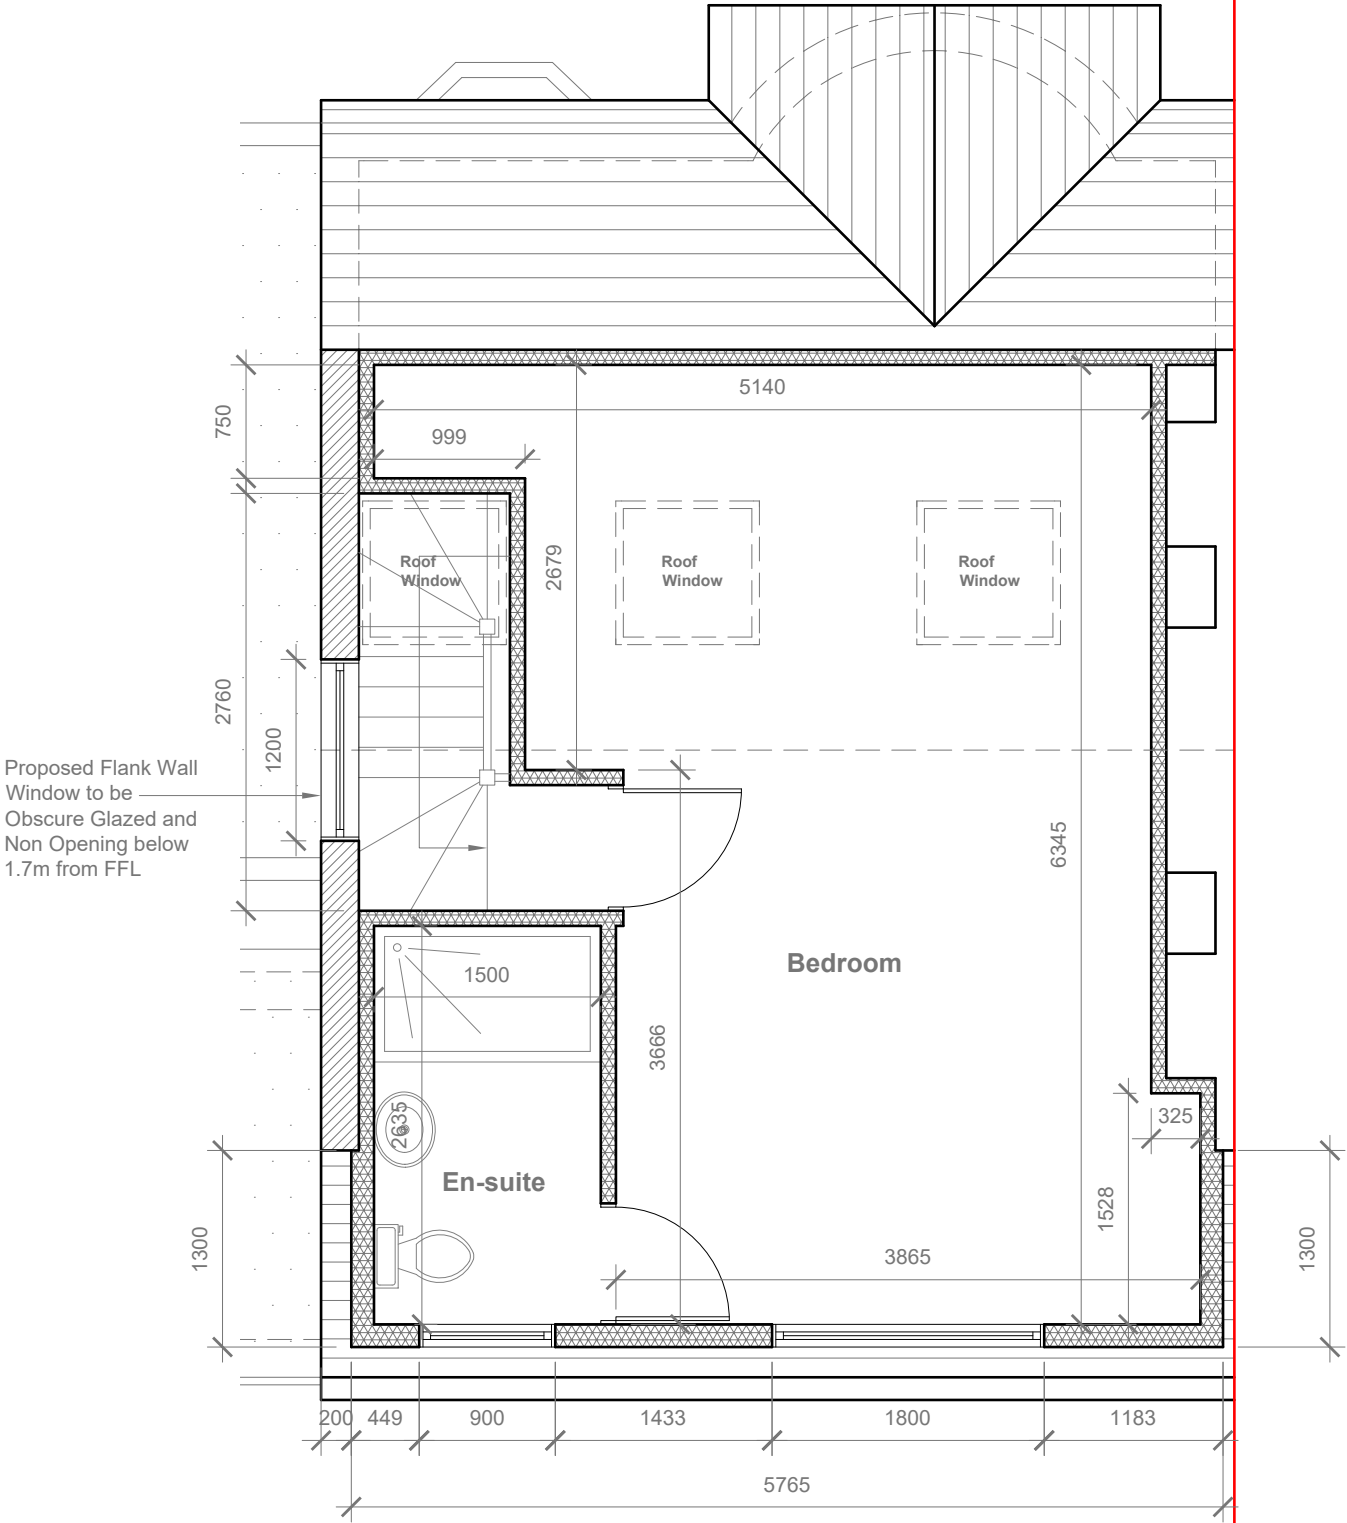 5140
750
999
Roof
Window
Roof
Window
Roof
Window
2679
2760
1200
Proposed Flank Wall
Window to be
Obscure Glazed and
Non Opening below
1.7m from FFL
6345
Bedroom
1500
3666
2635
325
En-suite
1528
1300
3865
1300
200 449 900 1433 1800 1183
5765